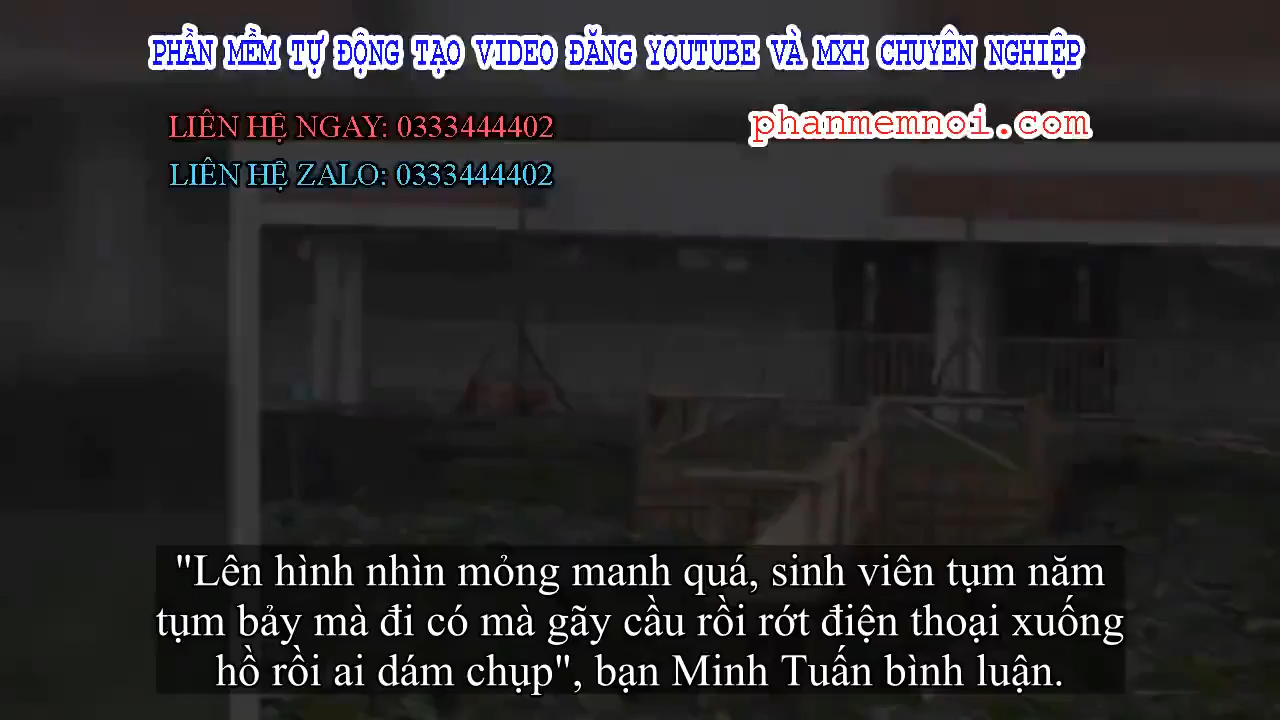 PHẦN MỀM TỰ ĐỘNG TẠO VIDEO ĐĂNG YOUTUBE VÀ MXH CHUYÊN NGHIỆP
LIÊN HỆ NGAY: 0333444402
phanmemnoi.com
LIÊN HỆ ZALO: 0333444402
"Lên hình nhìn mỏng manh quá, sinh viên tụm năm
tụm bảy mà đi có mà gãy cầu rồi rớt điện thoại xuống
hồ rồi ai dám chụp", bạn Minh Tuấn bình luận.